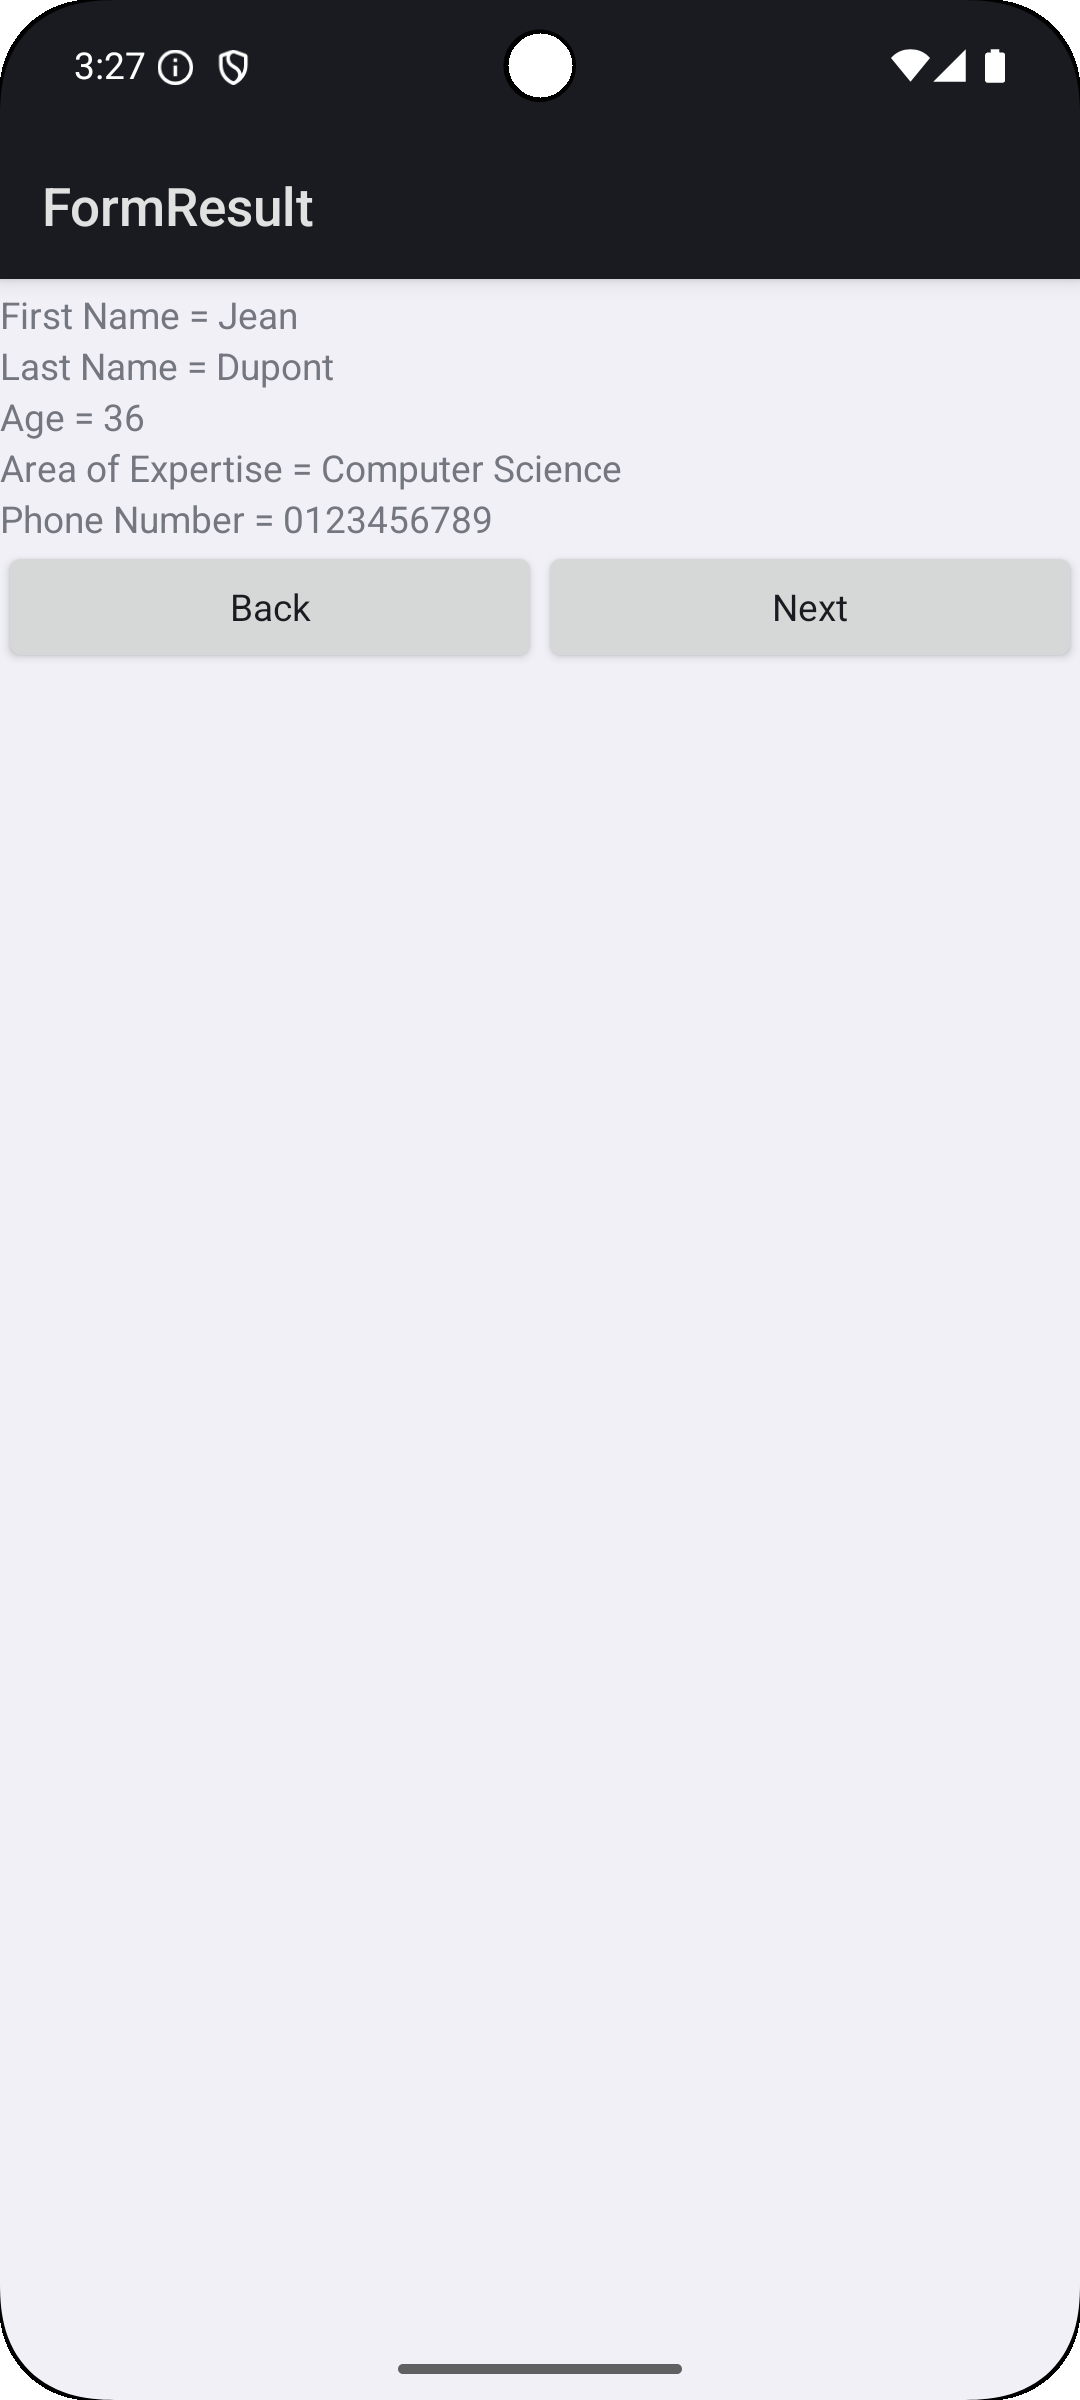 3:27
FormResult
First Name = Jean
Last Name = Dupont
Age = 36
Area of Expertise = Computer Science
Phone Number = 0123456789
Back Next